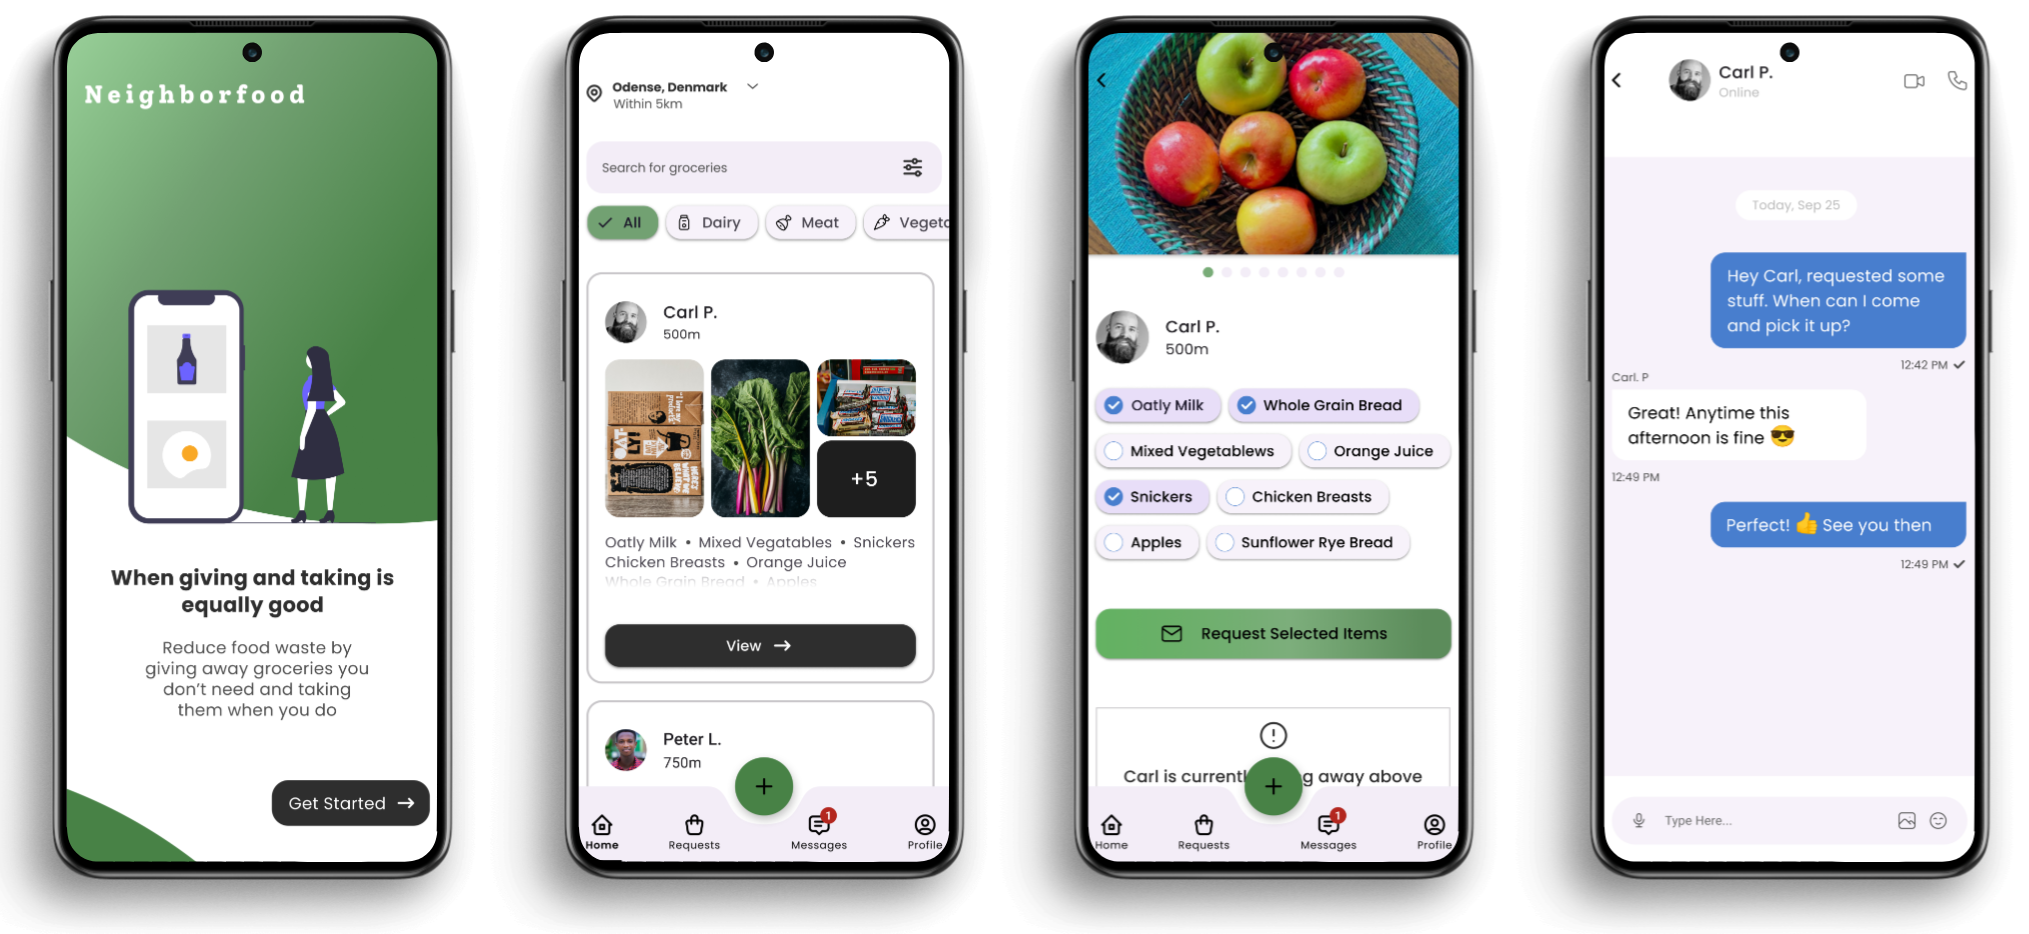 Neighborfood
When giving and taking is
equally good
Reduce food waste by
giving away groceries you
don't need and taking
them when you do
Get Started
Odense, Denmark
Within 5km
Search for groceries
All
Dairy
Meat
Vegeta
Carl P.
500m
+5
Oatly Milk • Mixed Vegatables • Snickers
Chicken Breasts • Orange Juice
Whole Grain Bread • Apples
View
Peter L.
750m
1
Home
Requests
Messages
Profile
Carl P.
500m
Oatly Milk
Whole Grain Bread
Mixed Vegetablews
Orange Juice
Snickers
Chicken Breasts
Apples
Sunflower Rye Bread
Request Selected Items
Carl is currentl g away above
1
Home
Requests
Messages
Profile
Carl P.
Online
Today, Sep 25
Hey Carl, requested some
stuff. When can I come
and pick it up?
12:42 PM
Carl. P
Great! Anytime this
afternoon is fine 😎
12:49 PM
Perfect! 👍 See you then
12:49 PM
Type Here...